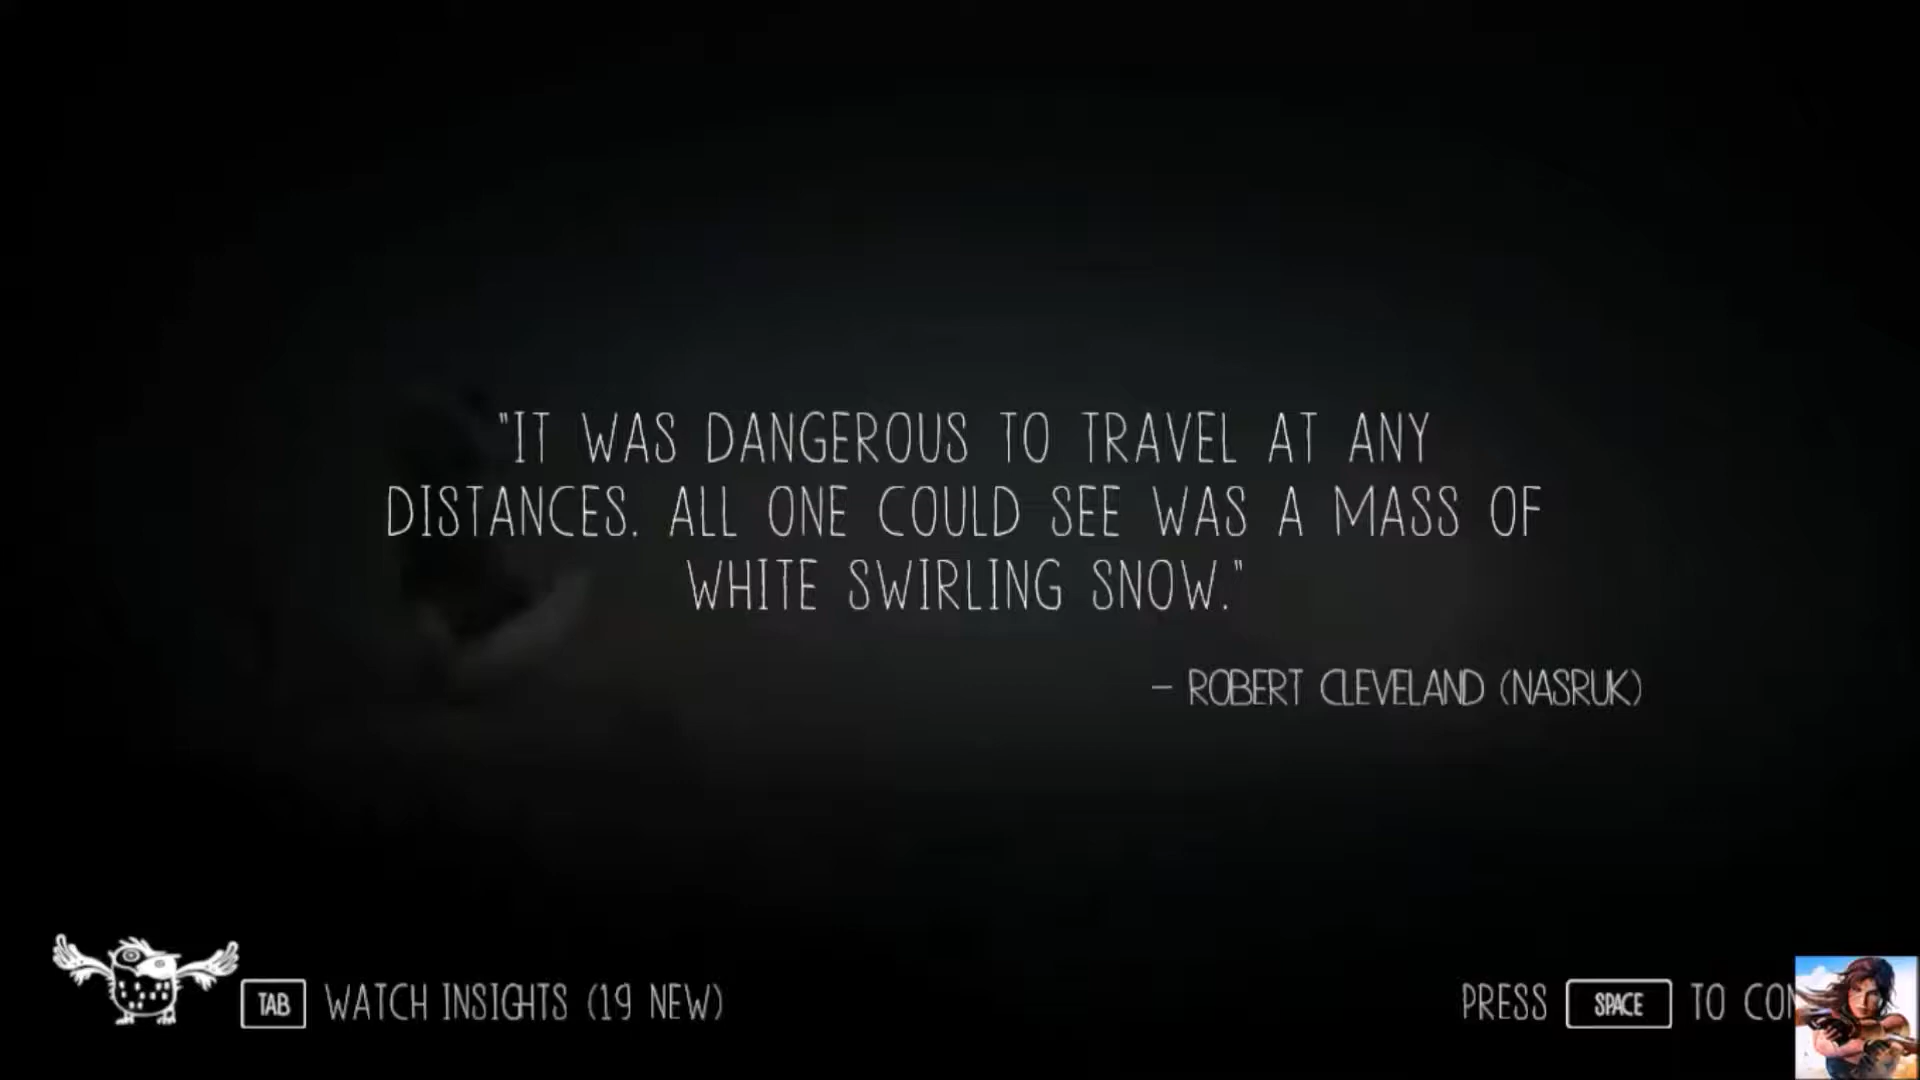 "IT WAS DANGEROUS TO TRAVEL AT ANY
DISTANCES. ALL ONE COULD SEE WAS A MASS OF
WHITE SWIRLING SNOW."
– ROBERT CLEVELAND (NASRUK)
TAB WATCH INSIGHTS (19 NEW)
PRESS SPACE TO